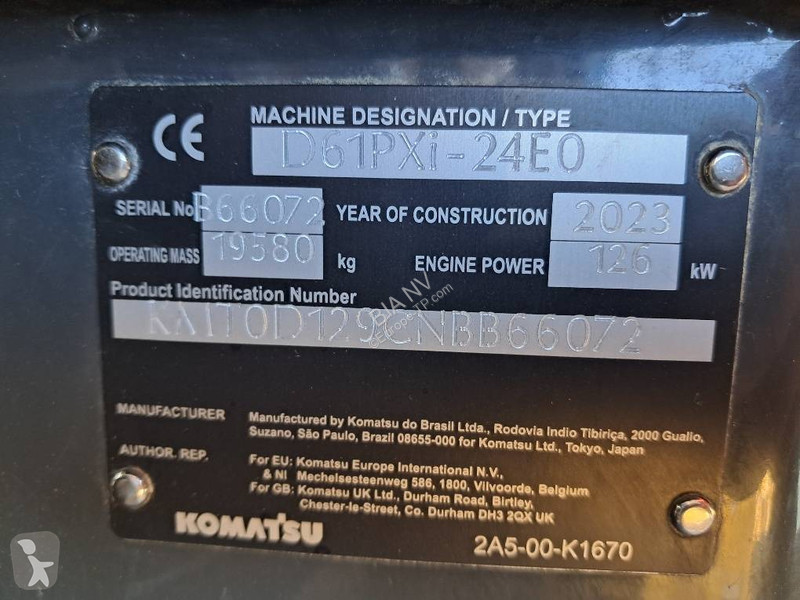 CE
MACHINE DESIGNATION / TYPE
D61PXi-24E0
SERIAL No B66072 YEAR OF CONSTRUCTION 2023
OPERATING MASS 19580 kg ENGINE POWER 126 kW
Product Identification Number
KMT0D129CNBB66072
MANUFACTURER Manufactured by Komatsu do Brasil Ltda., Rodovia Indio Tibiriça, 2000 Guaio,
Suzano, São Paulo, Brazil 08655-000 for Komatsu Ltd., Tokyo, Japan
AUTHOR. REP. For EU: Komatsu Europe International N.V.,
& NI Mechelsesteenweg 586, 1800, Vilvoorde, Belgium
For GB: Komatsu UK Ltd., Durham Road, Birtley,
Chester-le-Street, Co. Durham DH3 2QX UK
KOMATSU
2A5-00-K1670
BIA NV